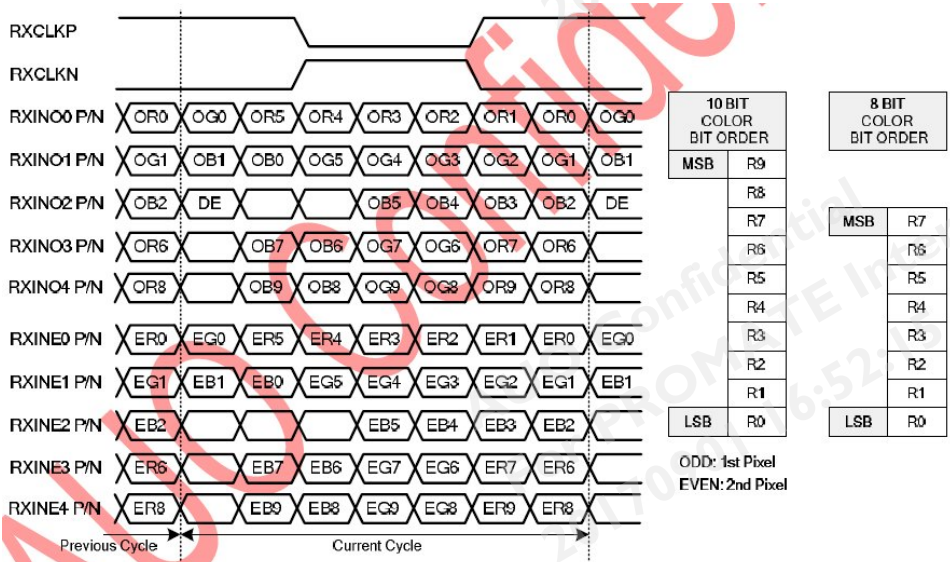 RXCLKP
RXCLKN
RXINO0 P/N OR0 OG0 OR5 OR4 OR3 OR2 OR1 OR0 OG0
RXINO1 P/N OG1 OB1 OB0 OG5 OG4 OG3 OG2 OG1 OB1
RXINO2 P/N OB2 DE OB5 OB4 OB3 OB2 DE
RXINO3 P/N OR6 OB7 OB6 OG7 OG6 OR7 OR6
RXINO4 P/N OR8 OB9 OB8 OG9 OG8 OR9 OR8
RXINE0 P/N ER0 EG0 ER5 ER4 ER3 ER2 ER1 ER0 EG0
RXINE1 P/N EG1 EB1 EB0 EG5 EG4 EG3 EG2 EG1 EB1
RXINE2 P/N EB2 EB5 EB4 EB3 EB2
RXINE3 P/N ER6 EB7 EB6 EG7 EG6 ER7 ER6
RXINE4 P/N ER8 EB9 EB8 EG9 EG8 ER9 ER8
Previous Cycle Current Cycle
10 BIT
COLOR
BIT ORDER
MSB R9
R8
R7
R6
R5
R4
R3
R2
R1
LSB R0
8 BIT
COLOR
BIT ORDER
MSB R7
R6
R5
R4
R3
R2
R1
LSB R0
ODD: 1st Pixel
EVEN: 2nd Pixel
AUO Confidential
For PROMATE